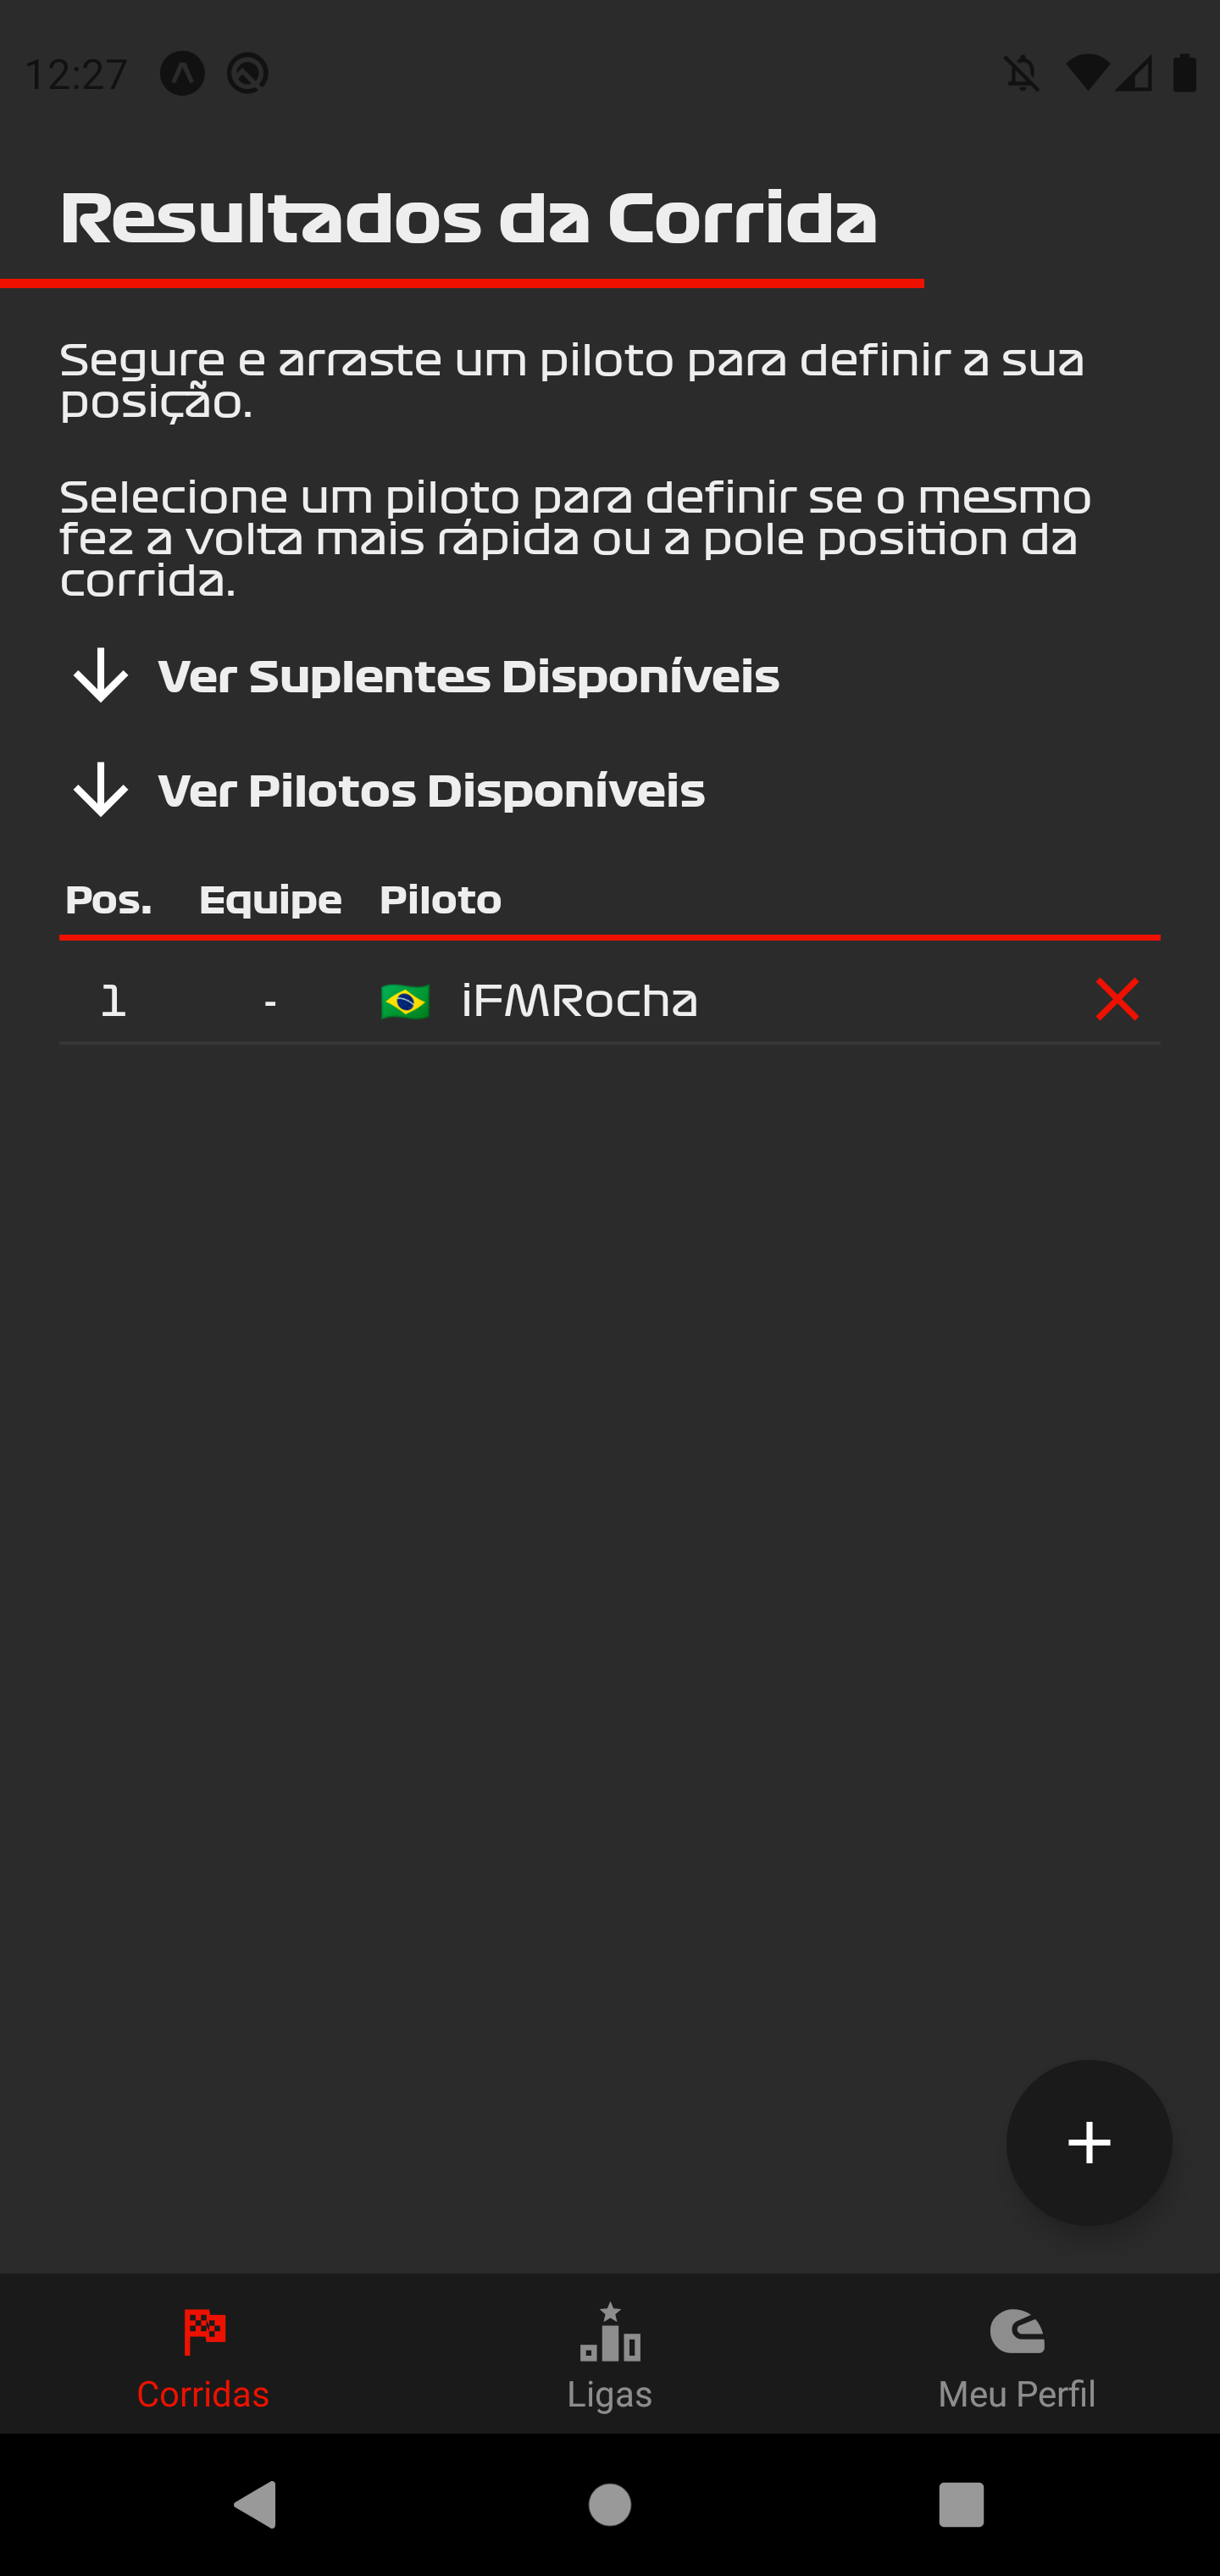 12:27
Resultados da Corrida
Segure e arraste um piloto para definir a sua
posição.
Selecione um piloto para definir se o mesmo
fez a volta mais rápida ou a pole position da
corrida.
Ver Suplentes Disponíveis
Ver Pilotos Disponíveis
Pos. Equipe Piloto
1 - iFMRocha
Corridas Ligas Meu Perfil